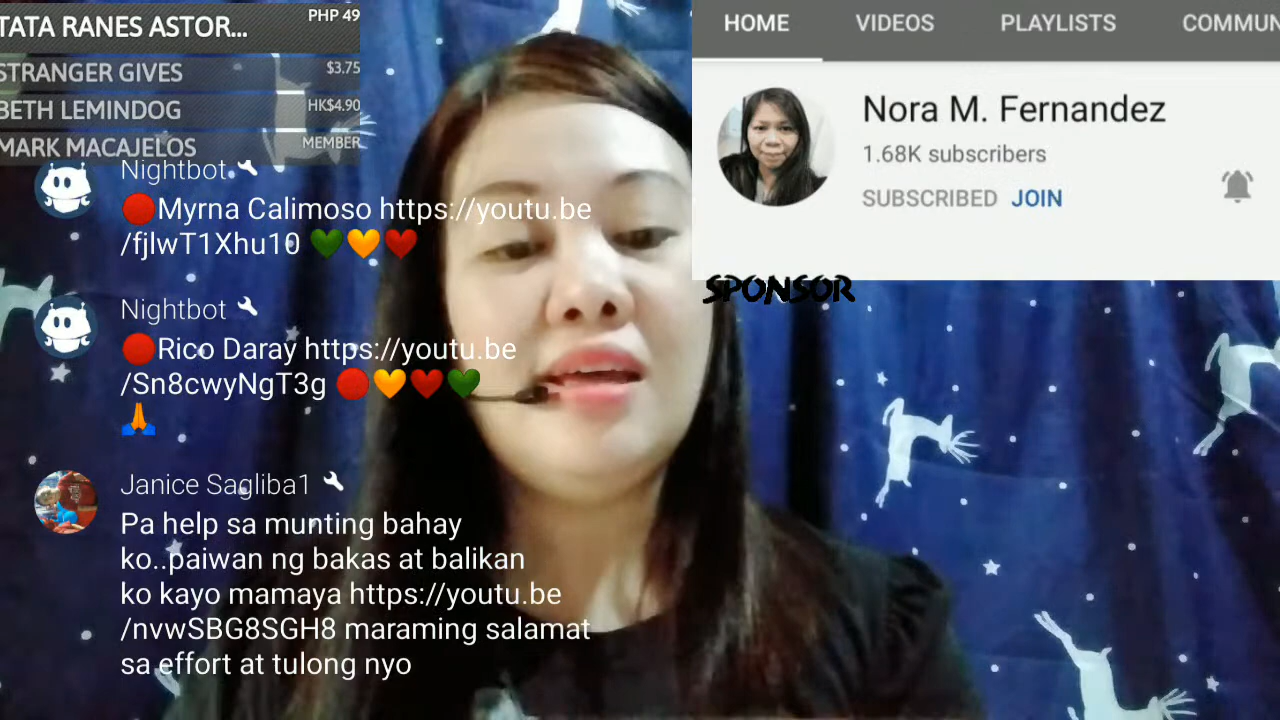 TATA RANES ASTOR... PHP 49
STRANGER GIVES $3.75
BETH LEMINDOG HK$4.90
MARK MACAJELOS MEMBER
Nightbot
🔴Myrna Calimoso https://youtu.be
/fjlwT1Xhu10 💚🧡❤️
Nightbot
🔴Rico Daray https://youtu.be
/Sn8cwyNgT3g 🔴🧡❤️💚
🙏
Janice Sagliba1
Pa help sa munting bahay
ko..paiwan ng bakas at balikan
ko kayo mamaya https://youtu.be
/nvwSBG8SGH8 maraming salamat
sa effort at tulong nyo
HOME VIDEOS PLAYLISTS COMMUN
Nora M. Fernandez
1.68K subscribers
SUBSCRIBED JOIN
SPONSOR